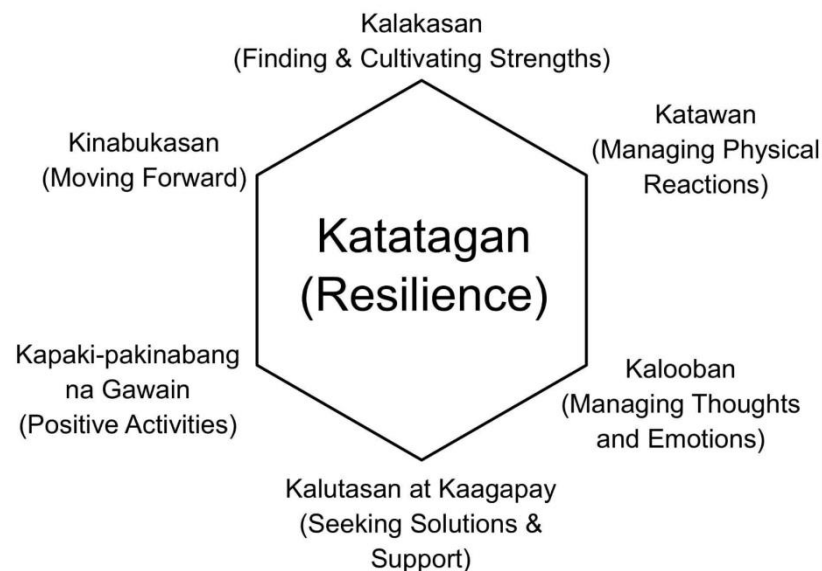 Kalakasan
(Finding & Cultivating Strengths)
Katawan
(Managing Physical
Reactions)
Kinabukasan
(Moving Forward)
Katatagan
(Resilience)
Kapaki-pakinabang
na Gawain
(Positive Activities)
Kalooban
(Managing Thoughts
and Emotions)
Kalutasan at Kaagapay
(Seeking Solutions &
Support)